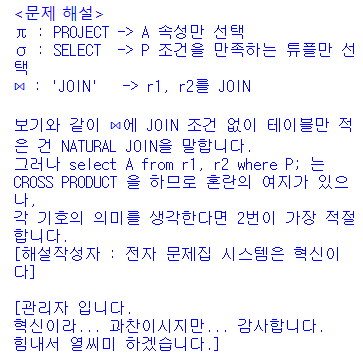 <문제 해설>
π : PROJECT -> A 속성만 선택
σ : SELECT -> P 조건을 만족하는 튜플만 선
택
⋈ : 'JOIN' -> r1, r2를 JOIN

보기와 같이 ⋈에 JOIN 조건 없이 테이블만 적
은 건 NATURAL JOIN을 말합니다.
그러나 select A from r1, r2 where P; 는
CROSS PRODUCT 을 하므로 혼란의 여지가 있으
나,
각 기호의 의미를 생각한다면 2번이 가장 적절
합니다.
[해설작성자 : 전자 문제집 시스템은 혁신이
다]

[관리자 입니다.
혁신이라... 과찬이시지만... 감사합니다.
힘내서 열씨미 하겠습니다.]